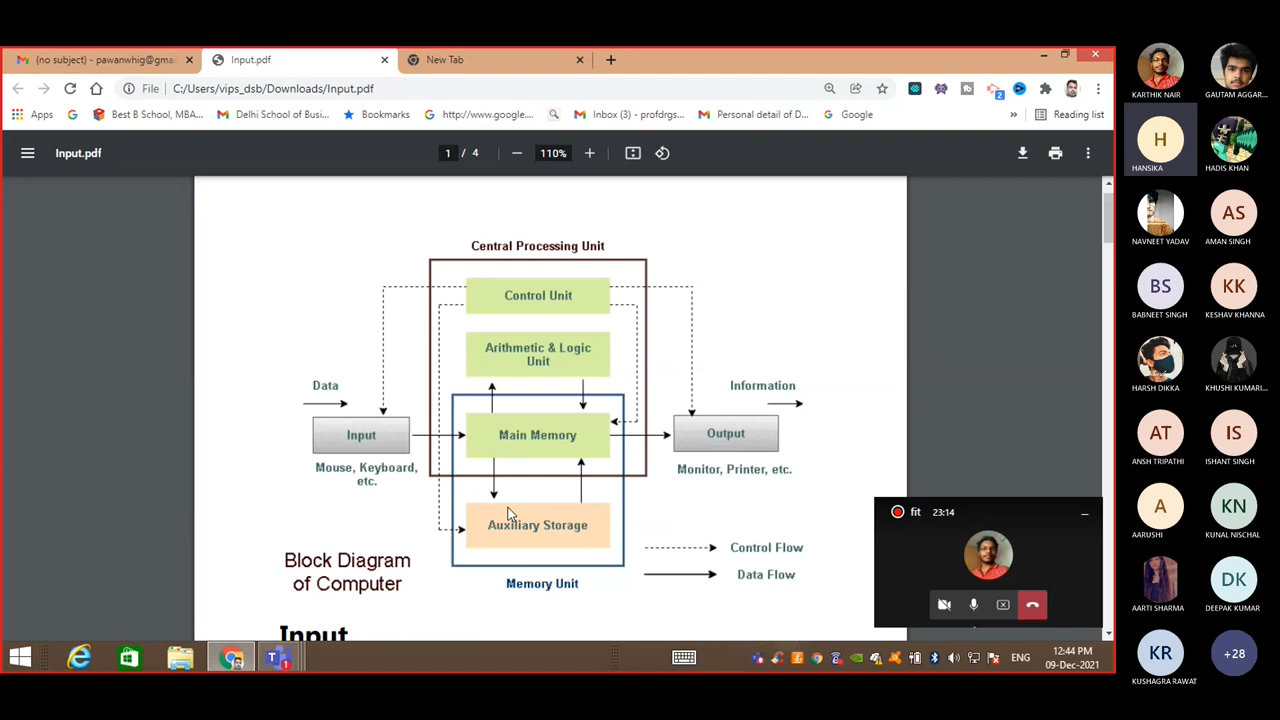 (no subject) - pawanwhig@gmai
Input.pdf
New Tab
File
C:/Users/vips_dsb/Downloads/Input.pdf
2
Apps
Best B School, MBA...
Delhi School of Busi...
Bookmarks
http://www.google....
Inbox (3) - profdrgs...
Personal detail of D...
Google
»
Reading list
Input.pdf
1 / 4
110%
Central Processing Unit
Control Unit
Arithmetic & Logic
Unit
Data
Information
Input
Main Memory
Output
Mouse, Keyboard,
etc.
Monitor, Printer, etc.
Auxiliary Storage
Control Flow
Data Flow
Block Diagram
of Computer
Memory Unit
Input
fit
23:14
1
ENG
12:44 PM
09-Dec-2021
KARTHIK NAIR
GAUTAM AGGAR...
H
HANSIKA
HADIS KHAN
NAVNEET YADAV
AS
AMAN SINGH
BS
BABNEET SINGH
KK
KESHAV KHANNA
HARSH DIKKA
KHUSHI KUMARI...
AT
ANSH TRIPATHI
IS
ISHANT SINGH
A
AARUSHI
KN
KUNAL NISCHAL
AARTI SHARMA
DK
DEEPAK KUMAR
KR
KUSHAGRA RAWAT
+28